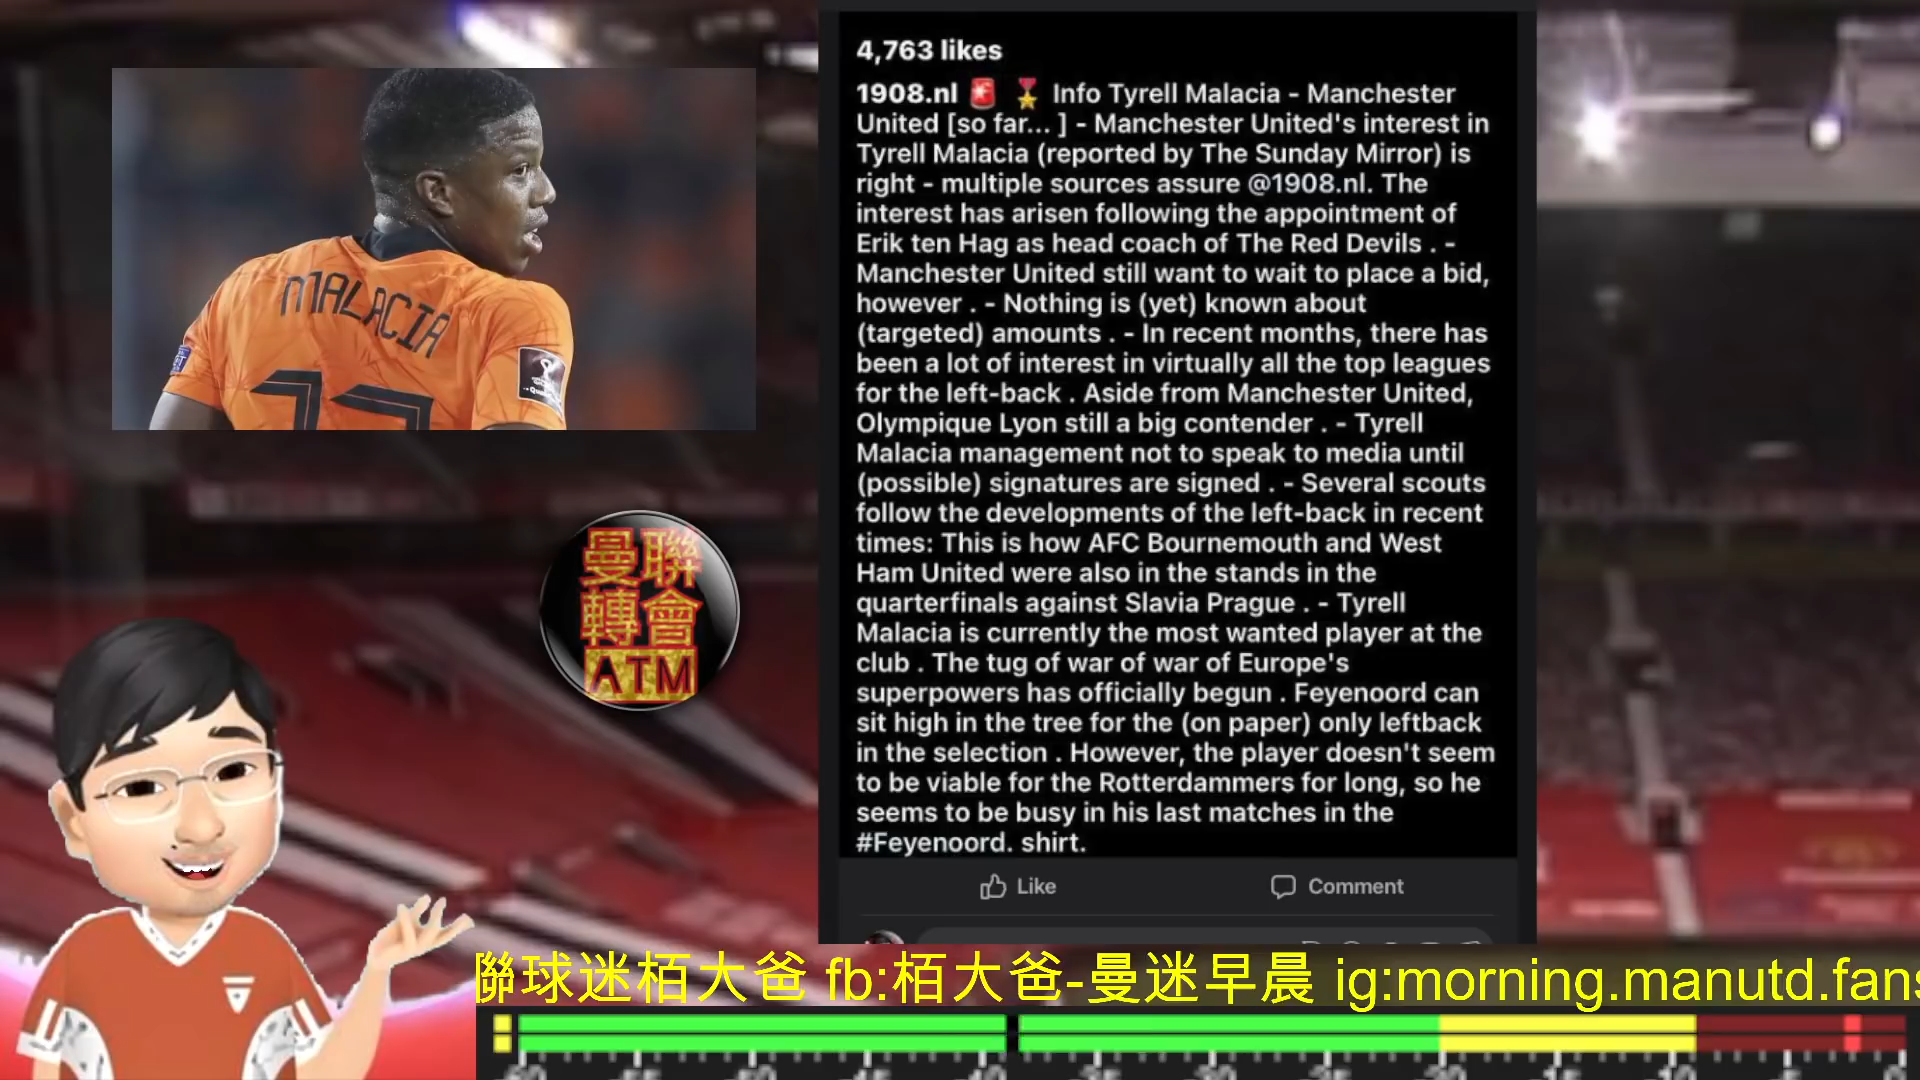 4,763 likes
1908.nl 🚨 🎖️ Info Tyrell Malacia - Manchester
United [so far... ] - Manchester United's interest in
Tyrell Malacia (reported by The Sunday Mirror) is
right - multiple sources assure @1908.nl. The
interest has arisen following the appointment of
Erik ten Hag as head coach of The Red Devils . -
Manchester United still want to wait to place a bid,
however . - Nothing is (yet) known about
(targeted) amounts . - In recent months, there has
been a lot of interest in virtually all the top leagues
for the left-back . Aside from Manchester United,
Olympique Lyon still a big contender . - Tyrell
Malacia management not to speak to media until
(possible) signatures are signed . - Several scouts
follow the developments of the left-back in recent
times: This is how AFC Bournemouth and West
Ham United were also in the stands in the
quarterfinals against Slavia Prague . - Tyrell
Malacia is currently the most wanted player at the
club . The tug of war of war of Europe's
superpowers has officially begun . Feyenoord can
sit high in the tree for the (on paper) only leftback
in the selection . However, the player doesn't seem
to be viable for the Rotterdammers for long, so he
seems to be busy in his last matches in the
#Feyenoord. shirt.
Like
Comment
MALACIA
曼聯
轉會
ATM
聯球迷栢大爸 fb:栢大爸-曼迷早晨 ig:morning.manutd.fans